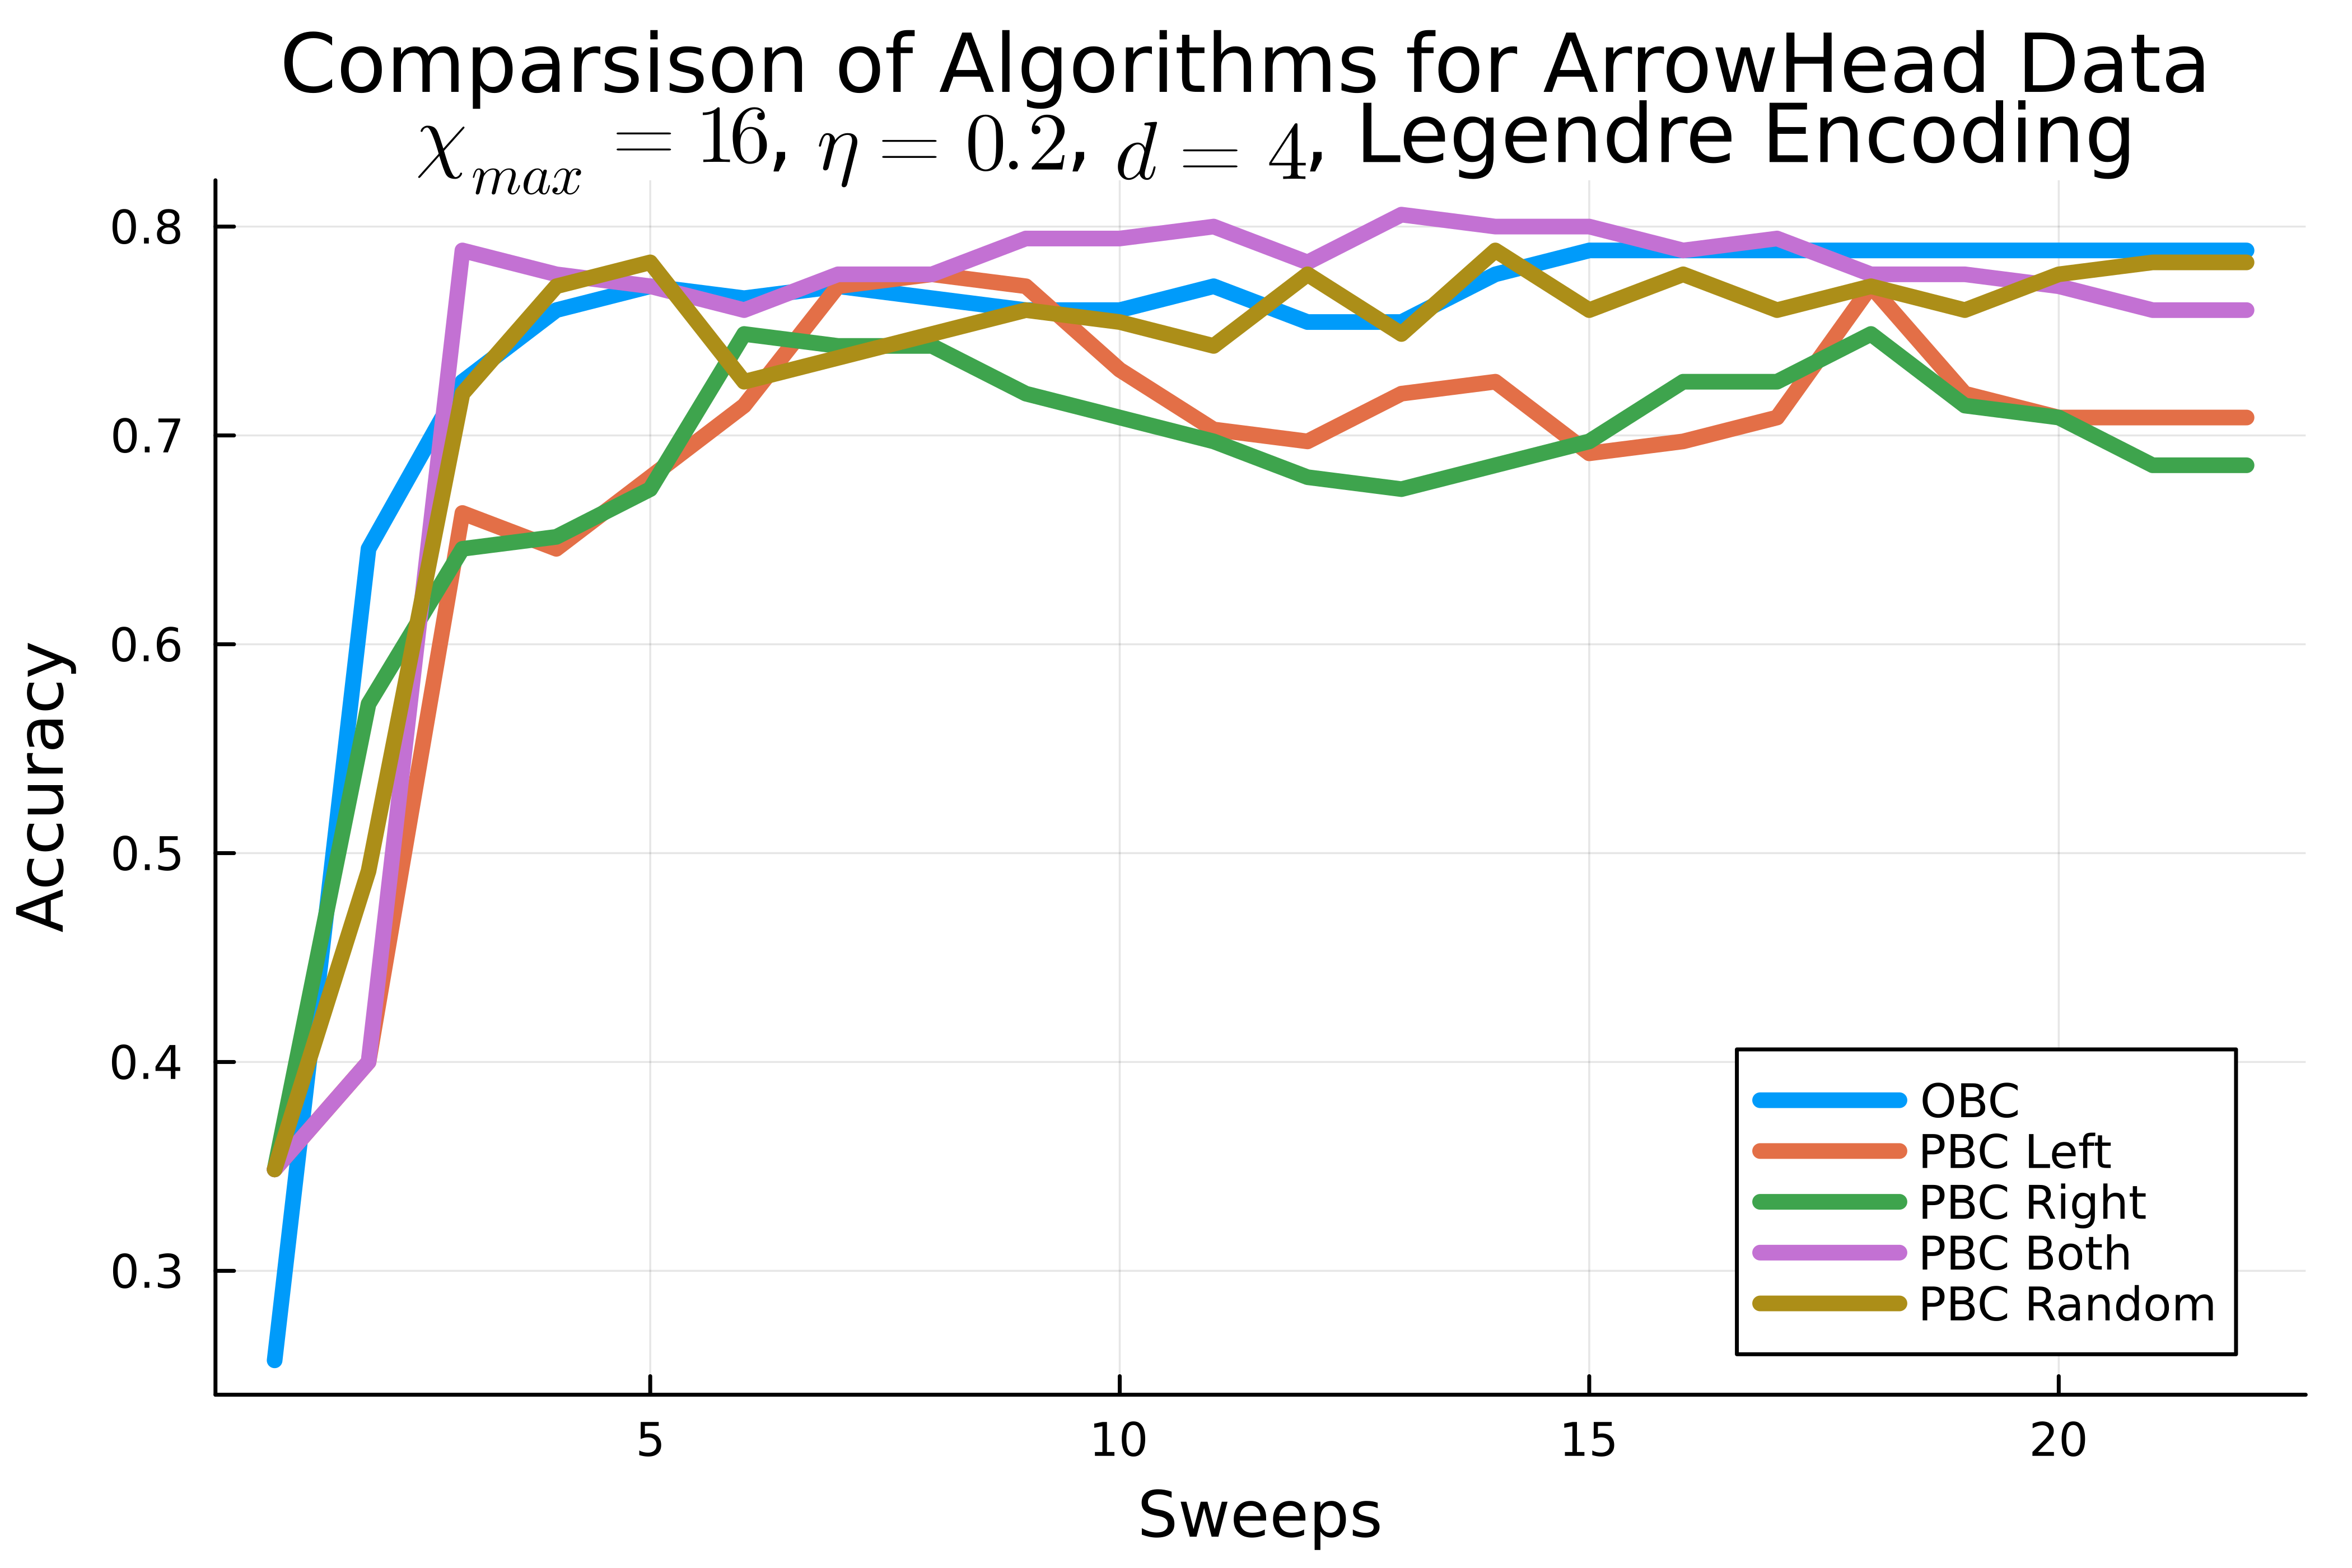 Comparsison of Algorithms for ArrowHead Data
χ_max = 16, η = 0.2, d = 4, Legendre Encoding
Accuracy
0.8
0.7
0.6
0.5
0.4
0.3
OBC
PBC Left
PBC Right
PBC Both
PBC Random
5 10 15 20
Sweeps